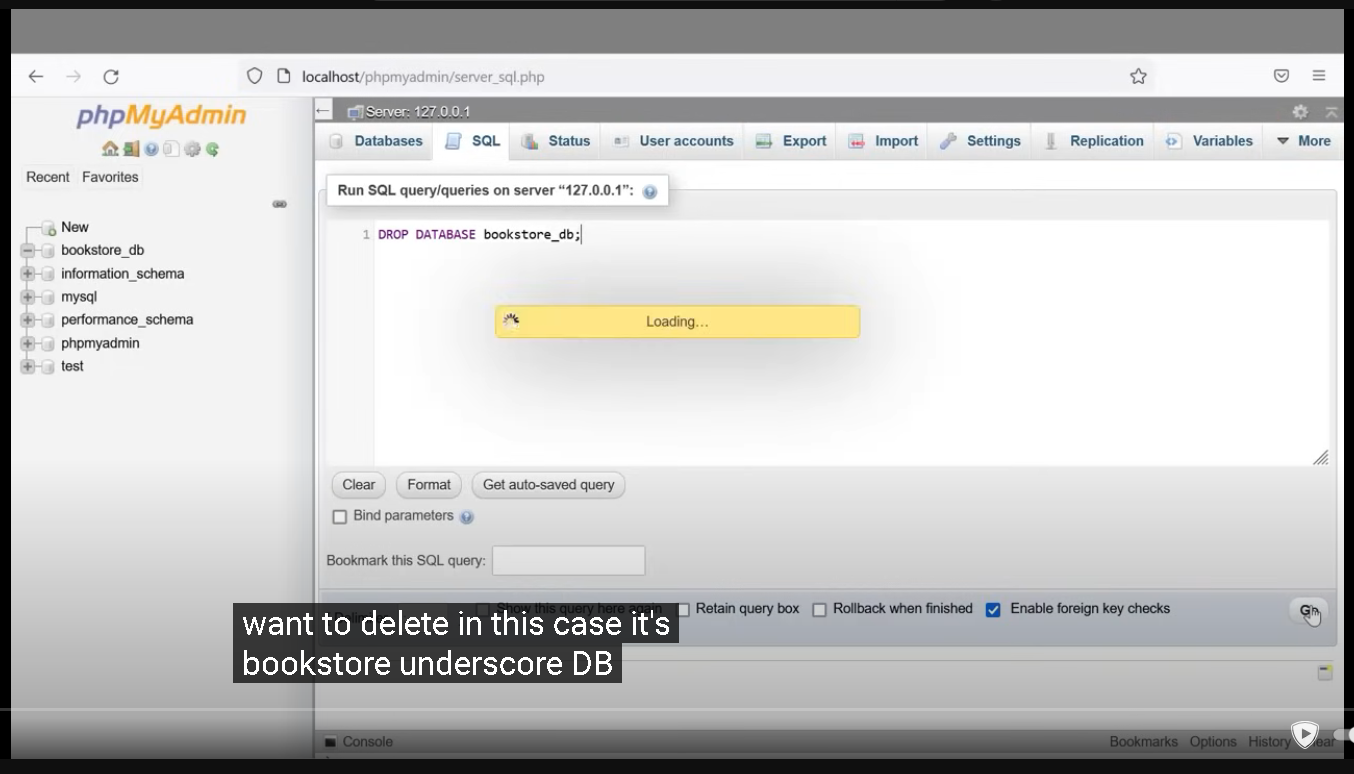 localhost/phpmyadmin/server_sql.php
phpMyAdmin
Recent Favorites
New
bookstore_db
information_schema
mysql
performance_schema
phpmyadmin
test
Server: 127.0.0.1
Databases SQL Status User accounts Export Import Settings Replication Variables More
Run SQL query/queries on server “127.0.0.1”:
1 DROP DATABASE bookstore_db;
Loading…
Clear Format Get auto-saved query
Bind parameters
Bookmark this SQL query:
Show this query here again Retain query box Rollback when finished Enable foreign key checks
want to delete in this case it's
bookstore underscore DB
Console
Bookmarks Options History